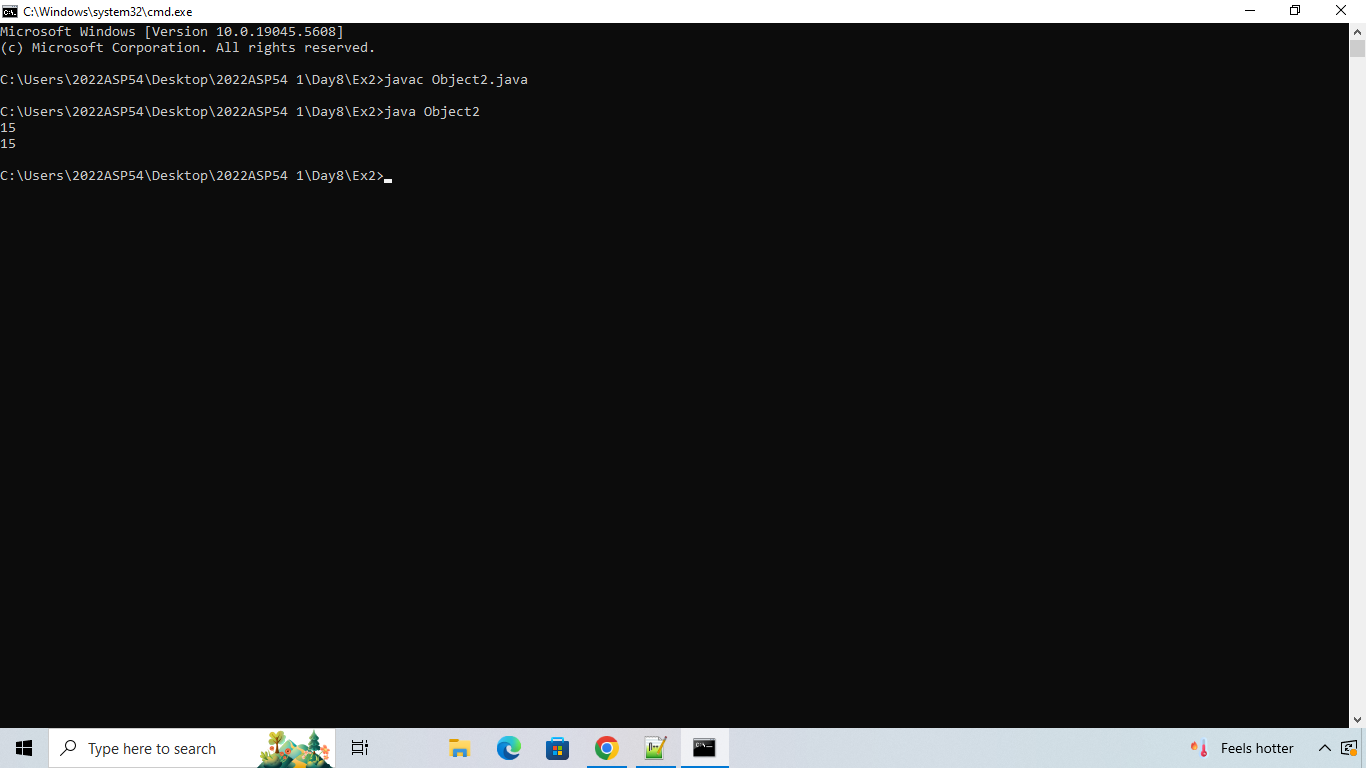 C:\Windows\system32\cmd.exe
Microsoft Windows [Version 10.0.19045.5608]
(c) Microsoft Corporation. All rights reserved.
C:\Users\2022ASP54\Desktop\2022ASP54 1\Day8\Ex2>javac Object2.java
C:\Users\2022ASP54\Desktop\2022ASP54 1\Day8\Ex2>java Object2
15
15
C:\Users\2022ASP54\Desktop\2022ASP54 1\Day8\Ex2>
Type here to search
Feels hotter